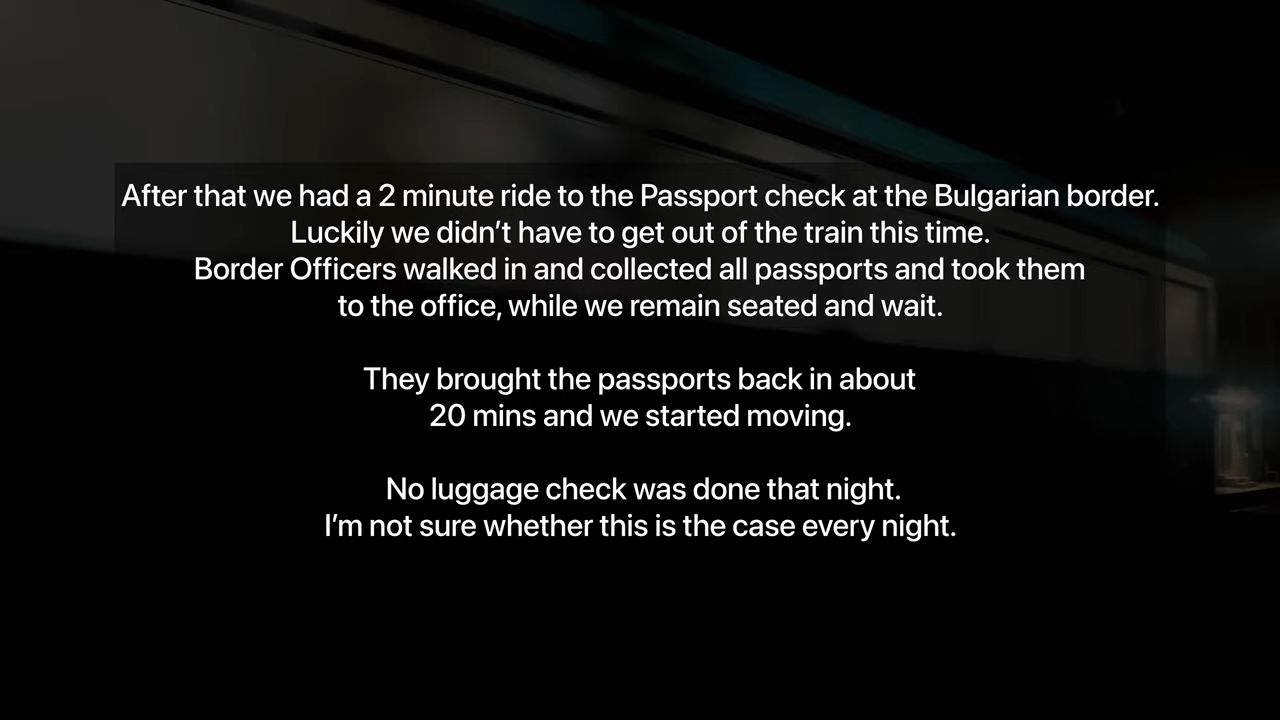 After that we had a 2 minute ride to the Passport check at the Bulgarian border.
Luckily we didn’t have to get out of the train this time.
Border Officers walked in and collected all passports and took them
to the office, while we remain seated and wait.
They brought the passports back in about
20 mins and we started moving.
No luggage check was done that night.
I’m not sure whether this is the case every night.